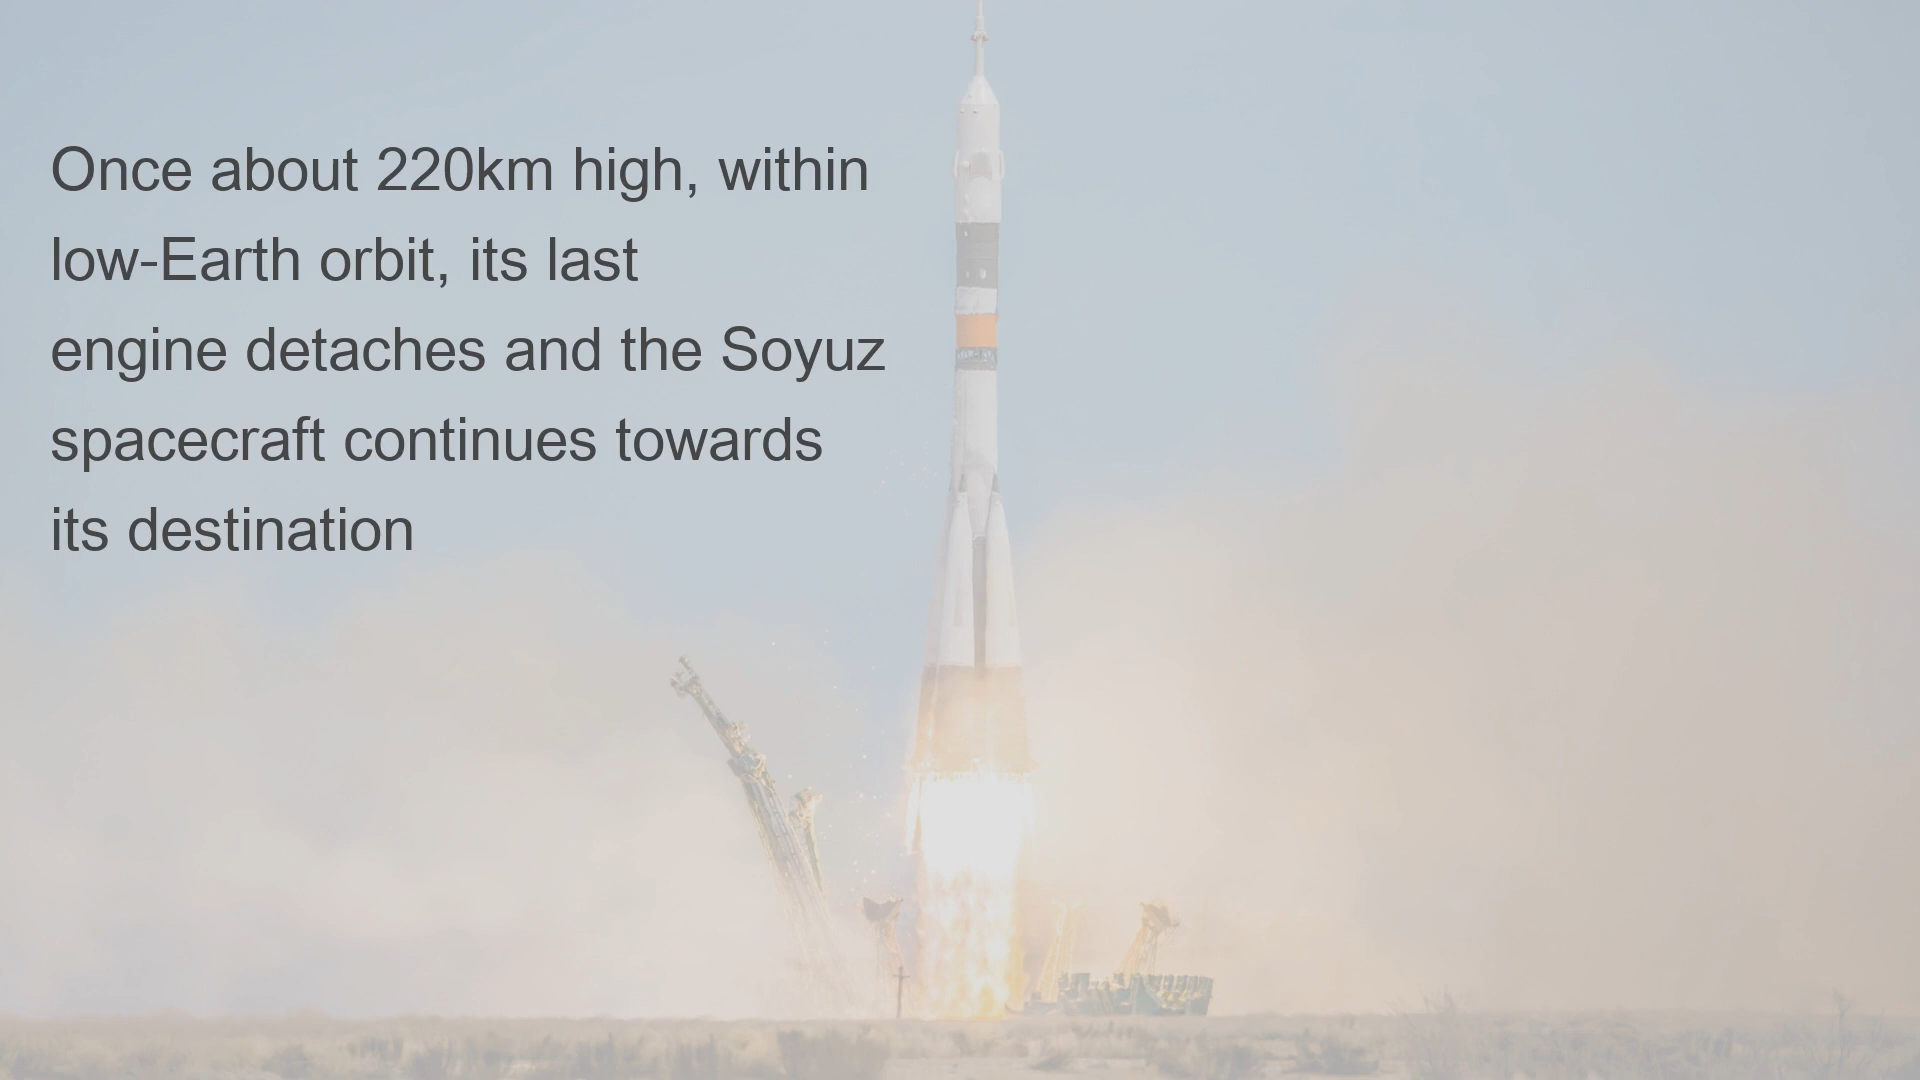 Once about 220km high, within
low-Earth orbit, its last
engine detaches and the Soyuz
spacecraft continues towards
its destination